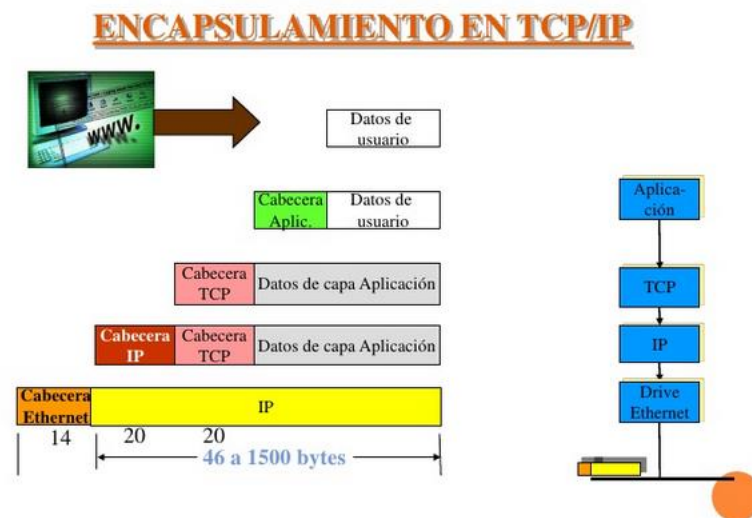 ENCAPSULAMIENTO EN TCP/IP
www.
Datos de
usuario
Cabecera
Aplic.
Datos de
usuario
Aplica-
ción
Cabecera
TCP
Datos de capa Aplicación
TCP
Cabecera
IP
Cabecera
TCP
Datos de capa Aplicación
IP
Cabecera
Ethernet
IP
Drive
Ethernet
14
20
20
46 a 1500 bytes